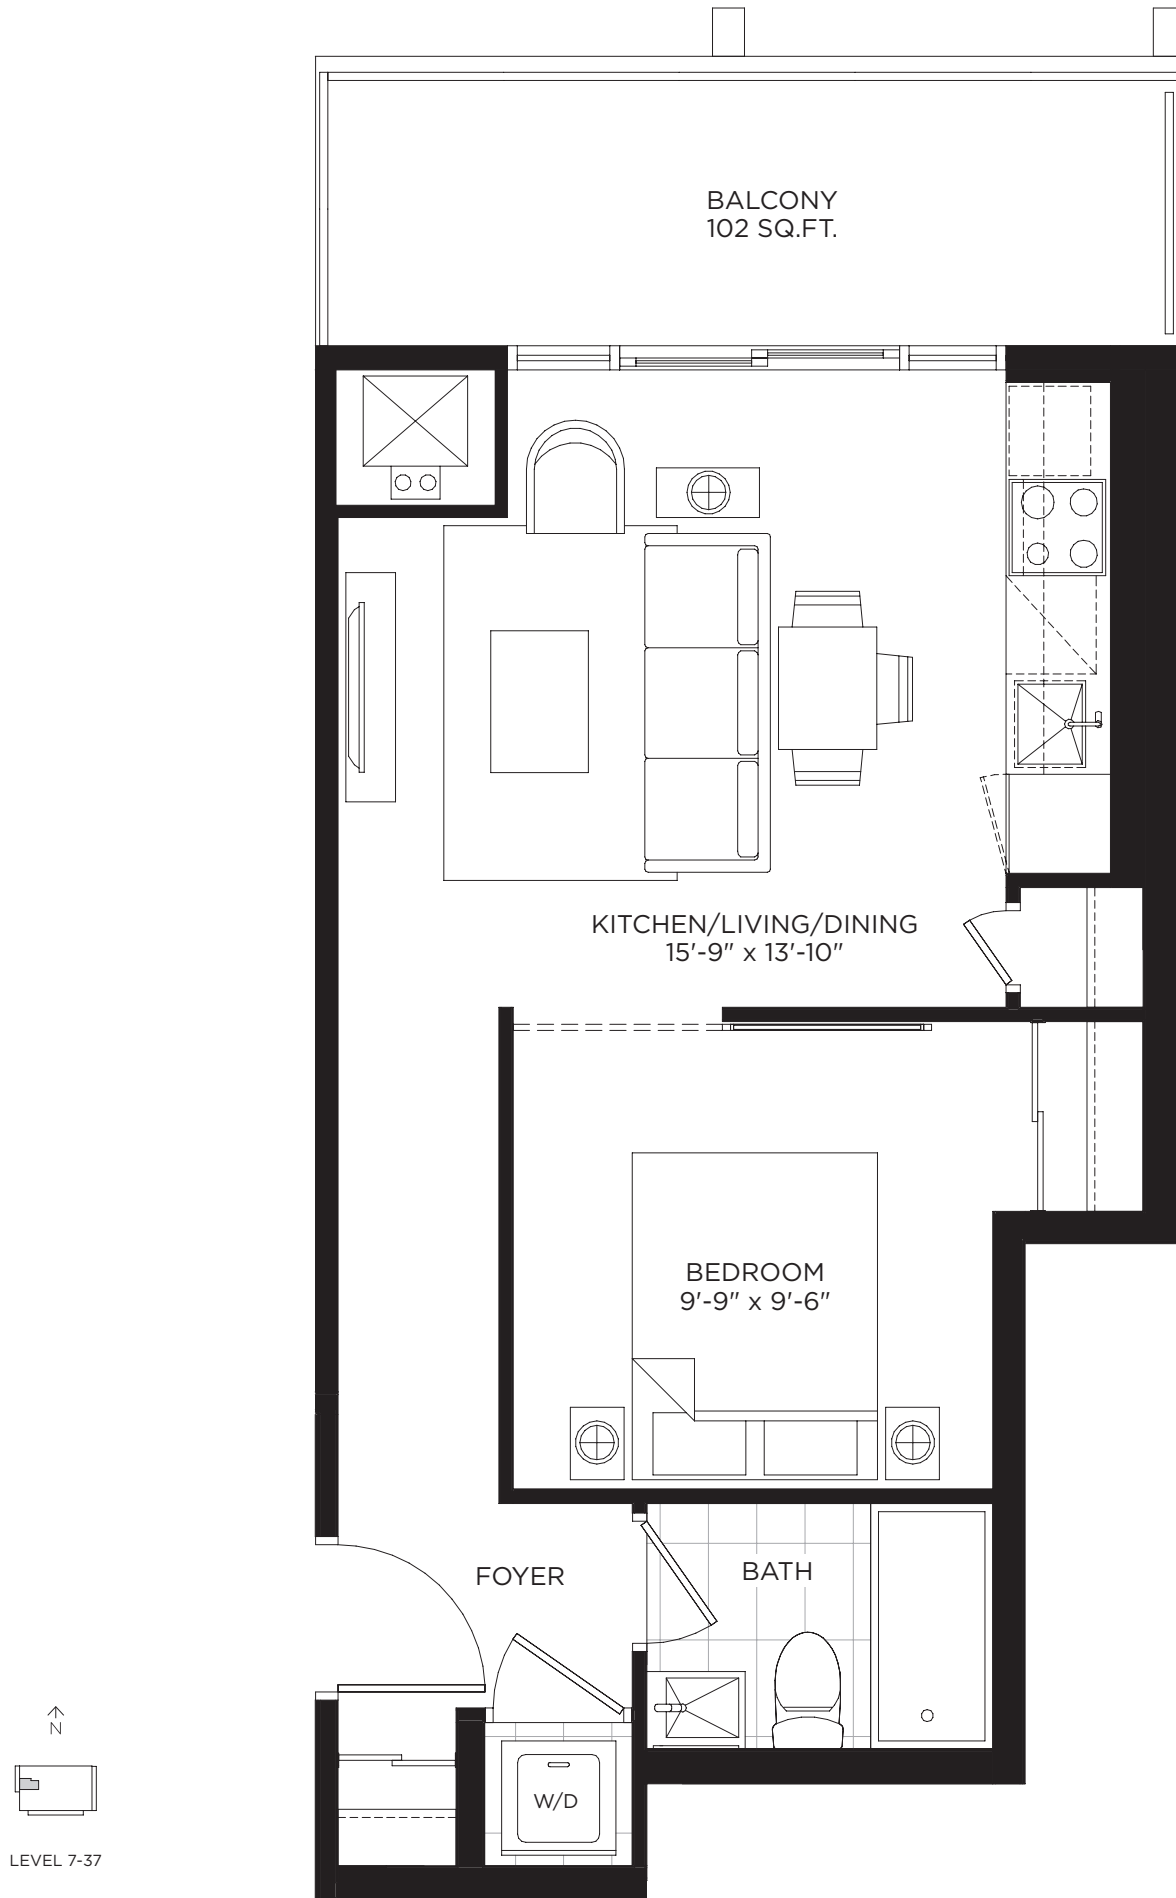 BALCONY
102 SQ.FT.
KITCHEN/LIVING/DINING
15'-9" x 13'-10"
BEDROOM
9'-9" x 9'-6"
FOYER
BATH
W/D
N
LEVEL 7-37